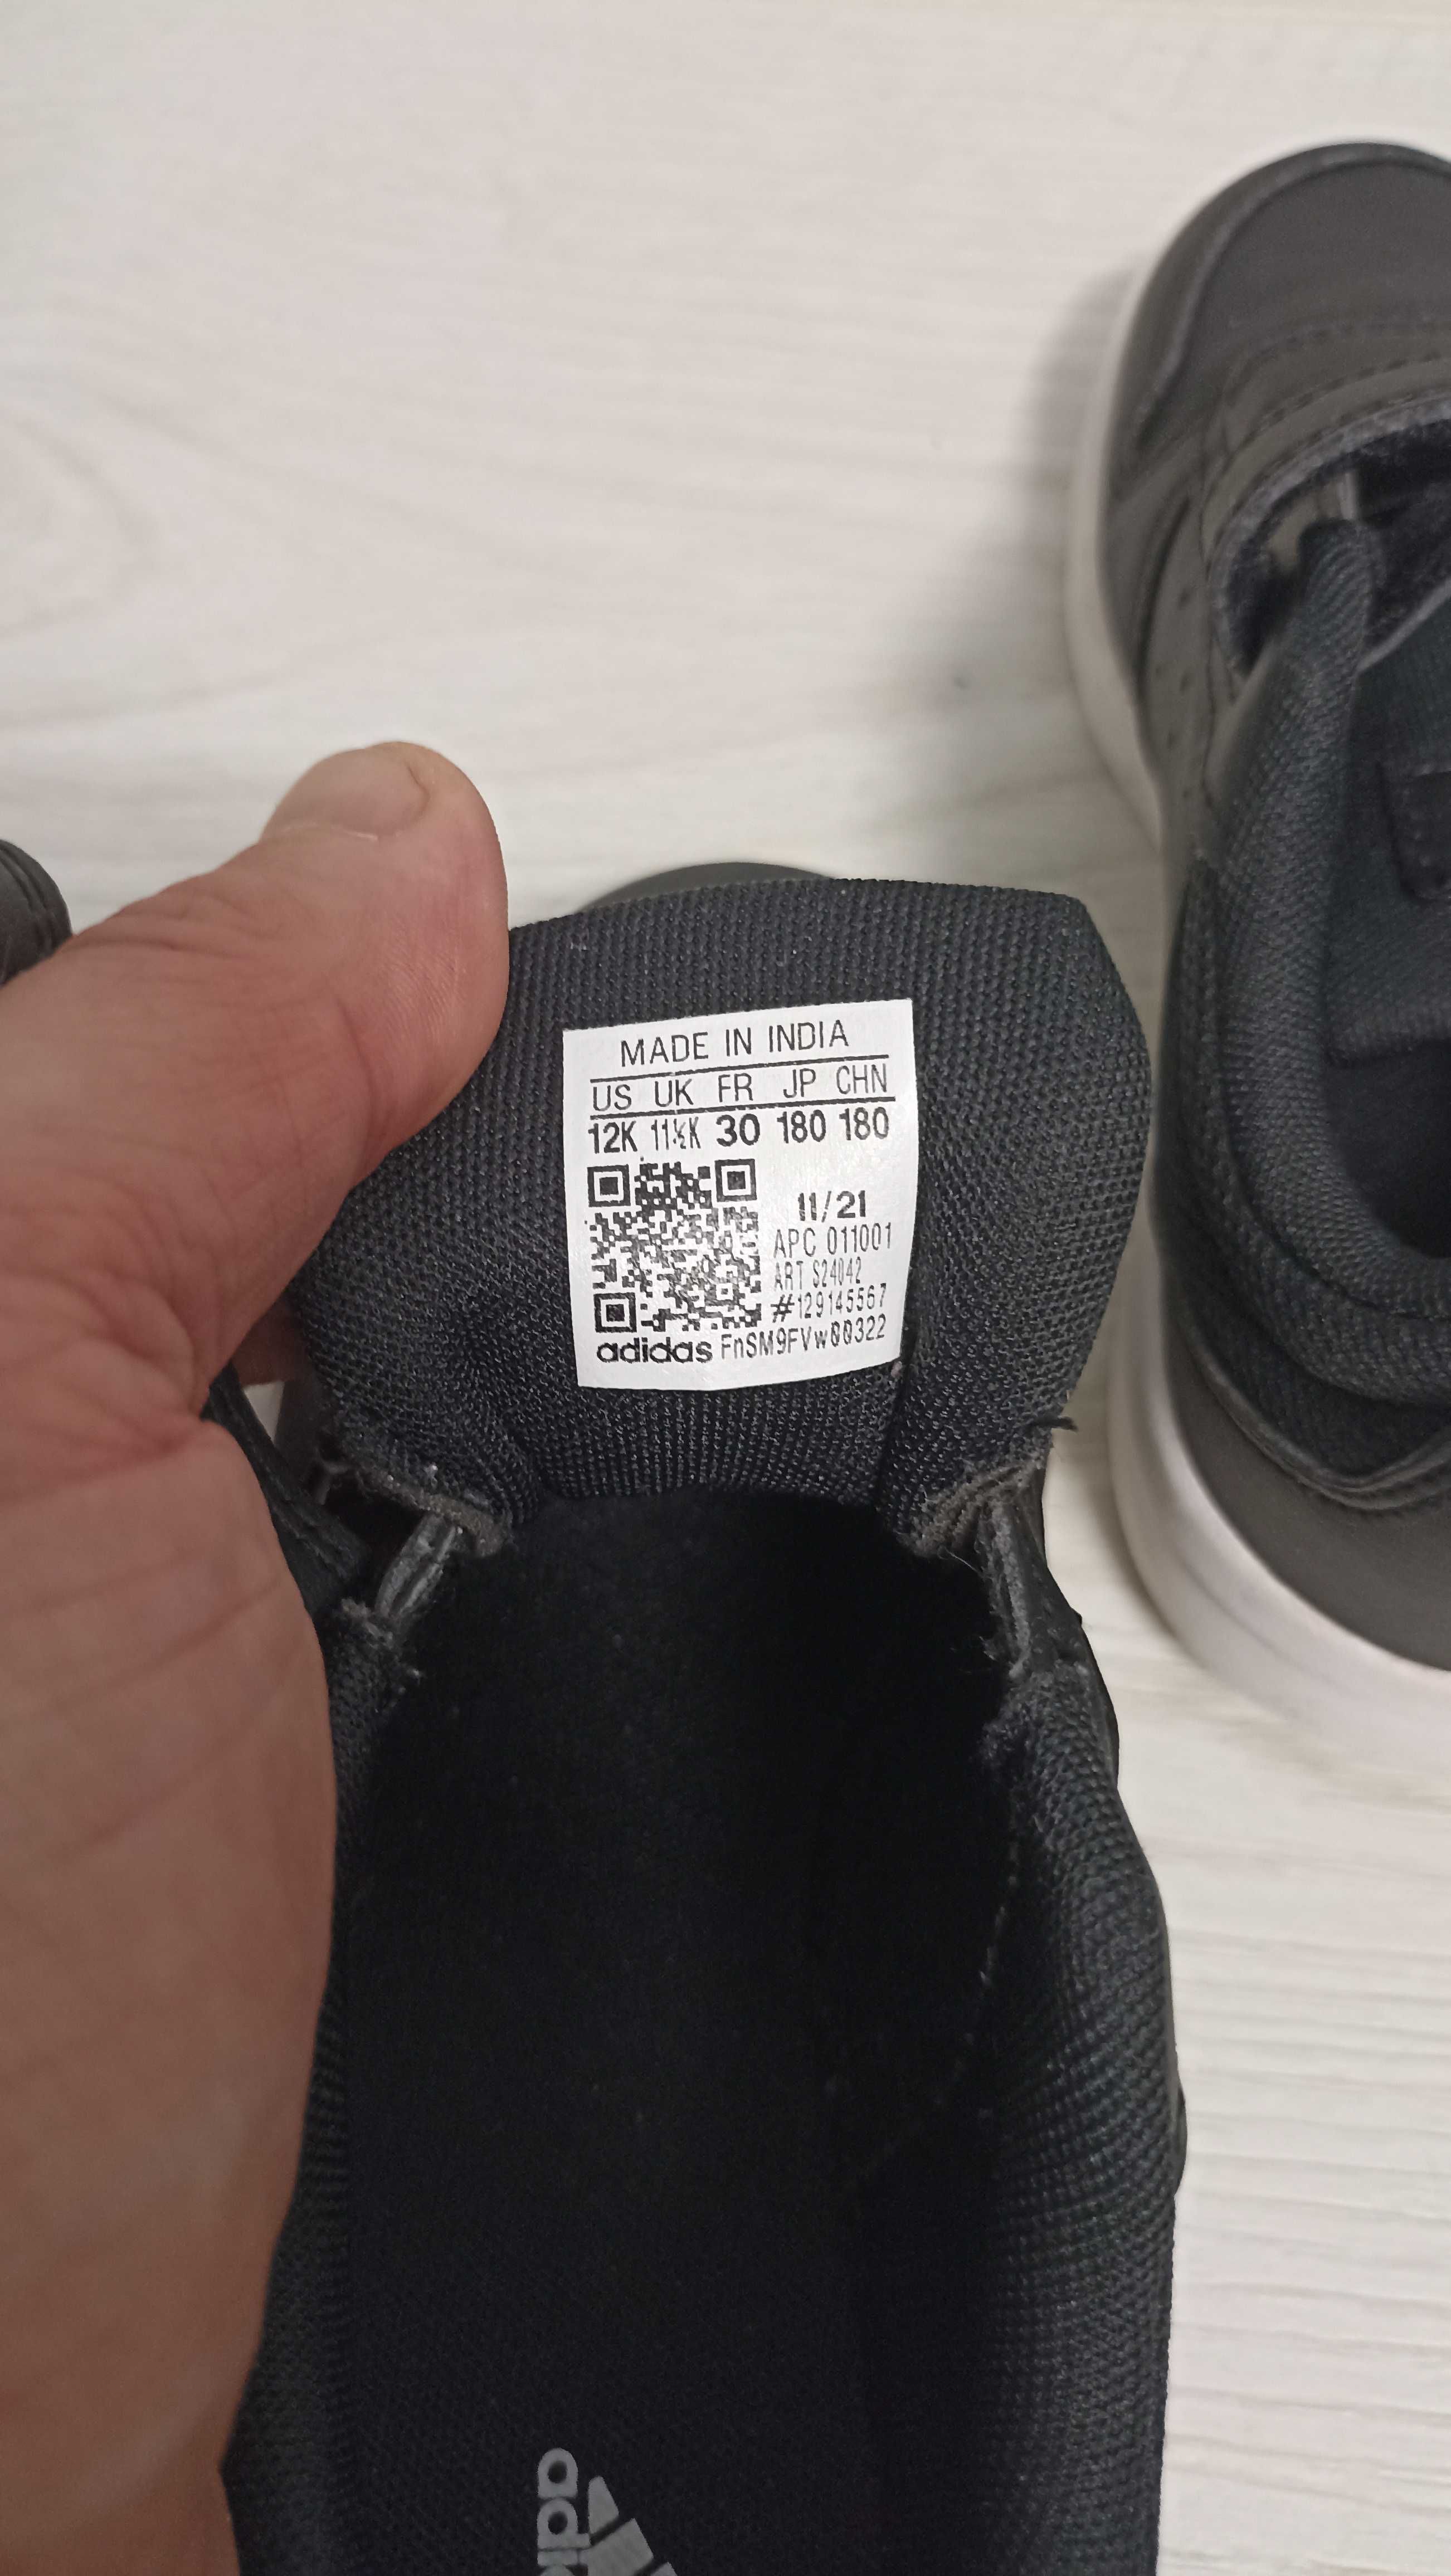 MADE IN INDIA
US UK FR JP CHN
12K 11½K 30 180 180
11/21
APC 011001
ART S24042
#129145567
adidas FnSM9FVw00322
adidas